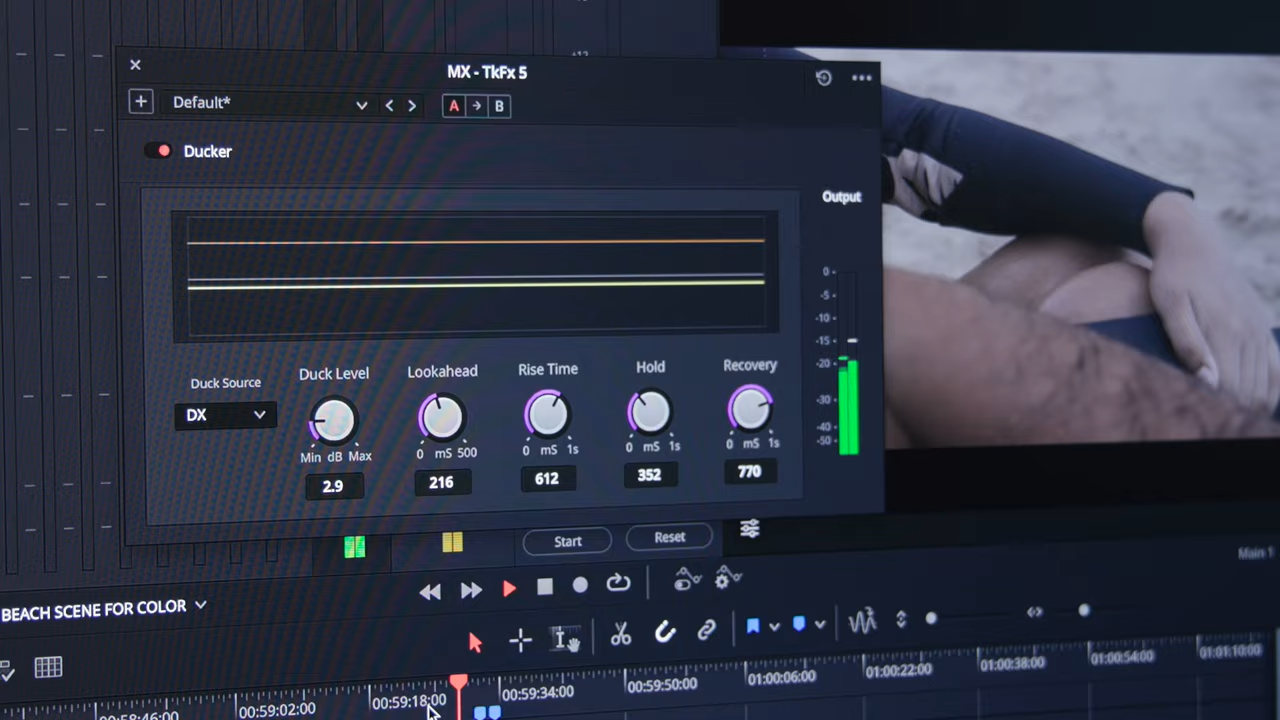 +12
MX - TkFx 5
Default*
A → B
Ducker
Output
0
-5
-10
-15
-20
-30
-40
-50
Duck Source
DX
Duck Level
Min dB Max
2.9
Lookahead
0 mS 500
216
Rise Time
0 mS 1s
612
Hold
0 mS 1s
352
Recovery
0 mS 1s
770
Start
Reset
Main 1
BEACH SCENE FOR COLOR
00:58:46:00
00:59:02:00
00:59:18:00
00:59:34:00
00:59:50:00
01:00:06:00
01:00:22:00
01:00:38:00
01:00:54:00
01:01:10:00